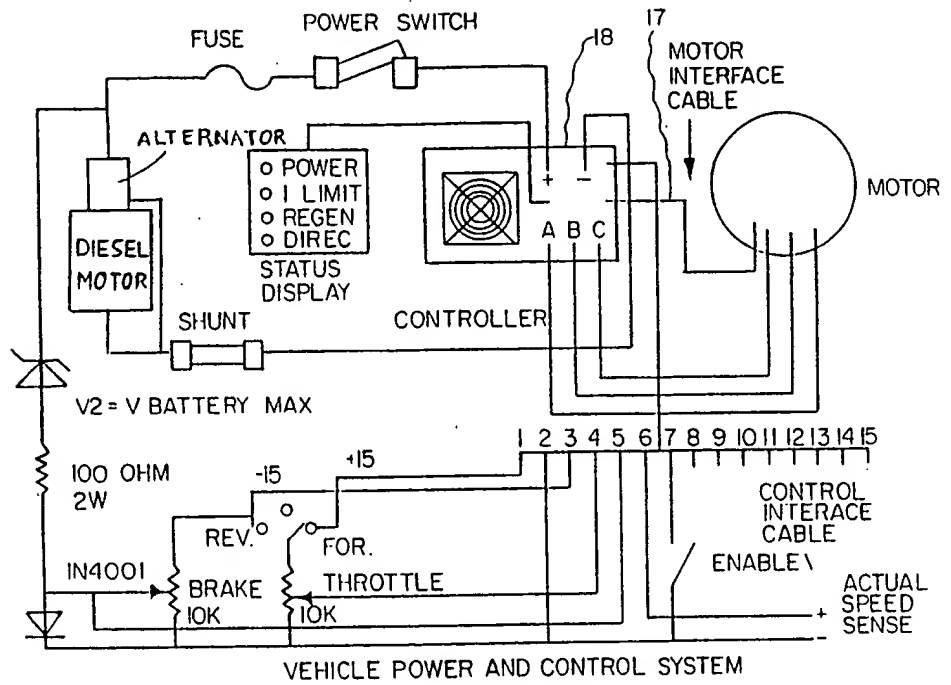 FUSE
POWER SWITCH
18
17
MOTOR
INTERFACE
CABLE
ALTERNATOR
POWER
I LIMIT
REGEN
DIREC
STATUS
DISPLAY
+ −
A B C
MOTOR
DIESEL
MOTOR
SHUNT
CONTROLLER
V2 = V BATTERY MAX
100 OHM
2W
-15
+15
1 2 3 4 5 6 7 8 9 10 11 12 13 14 15
CONTROL
INTERACE
CABLE
REV.
FOR.
ENABLE\
IN4001
BRAKE
10K
THROTTLE
10K
ACTUAL
SPEED
SENSE
+
−
VEHICLE POWER AND CONTROL SYSTEM